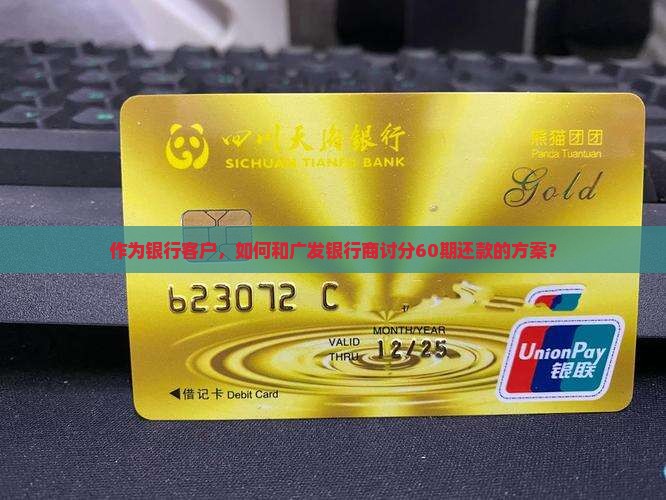 四川天府银行
SICHUAN TIANFU BANK
熊猫团团
Panda Tuantuan
Gold
作为银行客户,如何和广发银行商讨分60期还款的方案?
623072 C
MONTH/YEAR
VALID
THRU 12/25
UnionPay
银联
◀借记卡 Debit Card